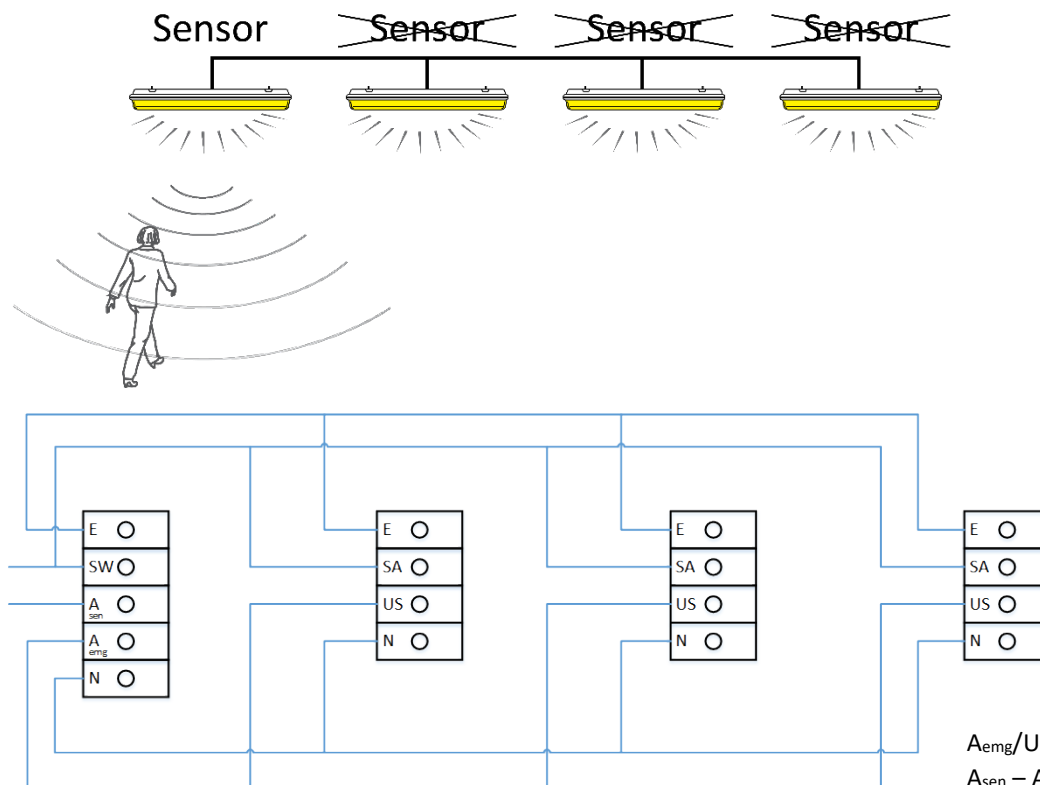 Sensor Sensor Sensor Sensor
E
SW
A sen
A emg
N
E
SA
US
N
E
SA
US
N
E
SA
US
N
Aemg/U
Asen – A